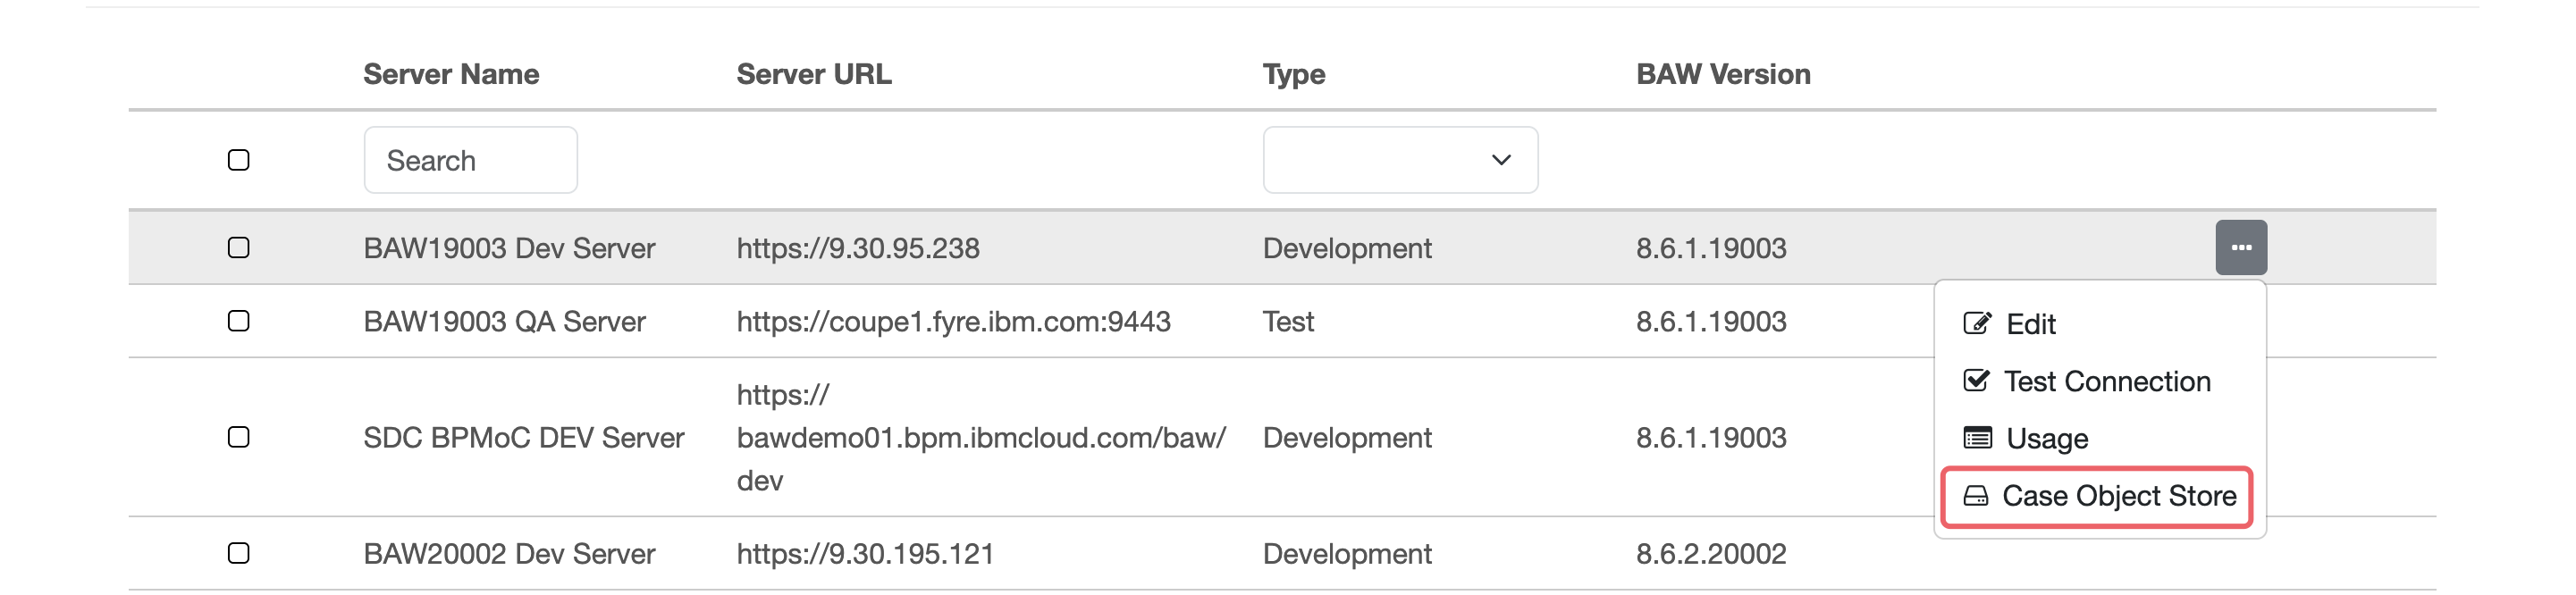 Server Name Server URL Type BAW Version
Search
BAW19003 Dev Server https://9.30.95.238 Development 8.6.1.19003
BAW19003 QA Server https://coupe1.fyre.ibm.com:9443 Test 8.6.1.19003
SDC BPMoC DEV Server https://
bawdemo01.bpm.ibmcloud.com/baw/
dev Development 8.6.1.19003
BAW20002 Dev Server https://9.30.195.121 Development 8.6.2.20002
Edit
Test Connection
Usage
Case Object Store